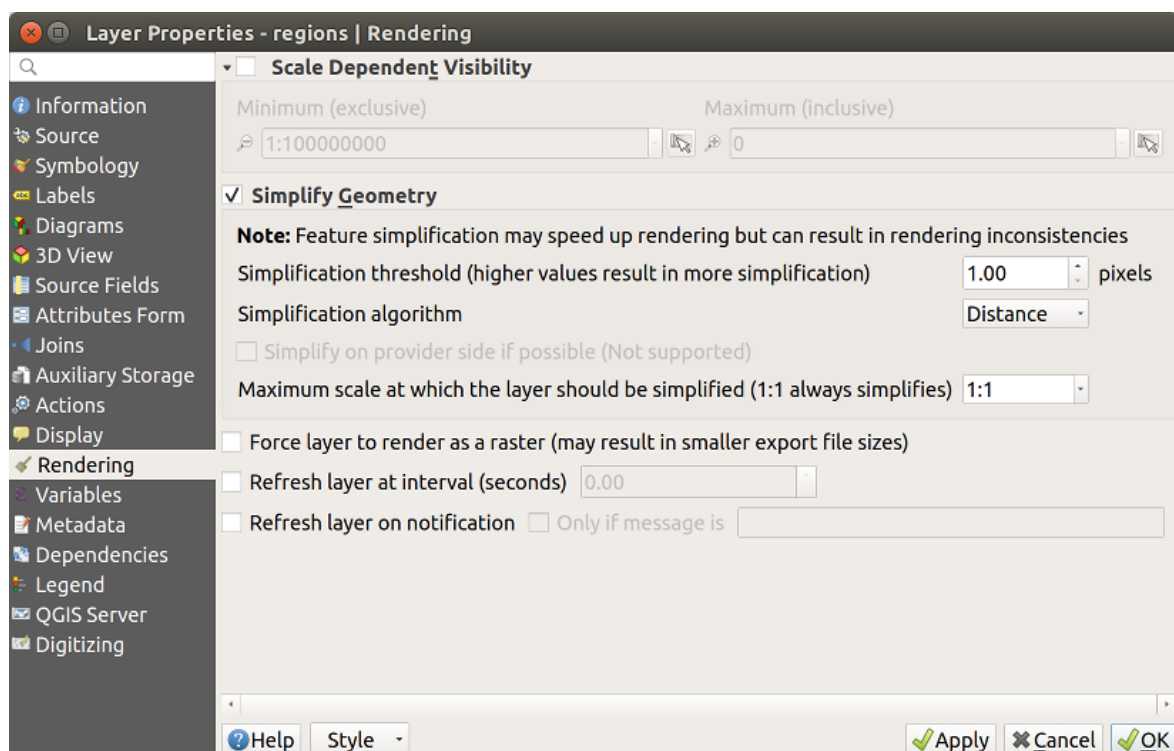 Layer Properties - regions | Rendering
Information
Source
Symbology
Labels
Diagrams
3D View
Source Fields
Attributes Form
Joins
Auxiliary Storage
Actions
Display
Rendering
Variables
Metadata
Dependencies
Legend
QGIS Server
Digitizing
Scale Dependent Visibility
Minimum (exclusive) Maximum (inclusive)
1:100000000 0
Simplify Geometry
Note: Feature simplification may speed up rendering but can result in rendering inconsistencies
Simplification threshold (higher values result in more simplification) 1.00 pixels
Simplification algorithm Distance
Simplify on provider side if possible (Not supported)
Maximum scale at which the layer should be simplified (1:1 always simplifies) 1:1
Force layer to render as a raster (may result in smaller export file sizes)
Refresh layer at interval (seconds) 0.00
Refresh layer on notification Only if message is
Help Style Apply Cancel OK